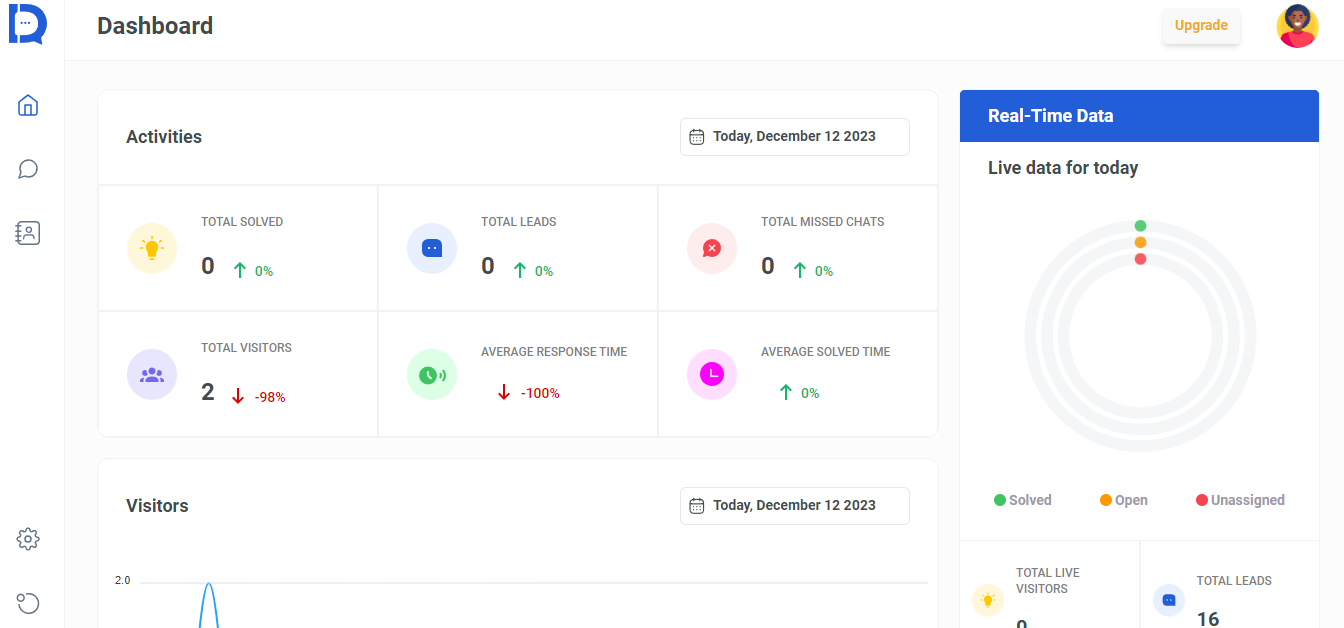 Dashboard
Upgrade
Activities
Today, December 12 2023
TOTAL SOLVED
0 0%
TOTAL LEADS
0 0%
TOTAL MISSED CHATS
0 0%
TOTAL VISITORS
2 -98%
AVERAGE RESPONSE TIME
-100%
AVERAGE SOLVED TIME
0%
Visitors
Today, December 12 2023
2.0
Real-Time Data
Live data for today
Solved
Open
Unassigned
TOTAL LIVE
VISITORS
0
TOTAL LEADS
16